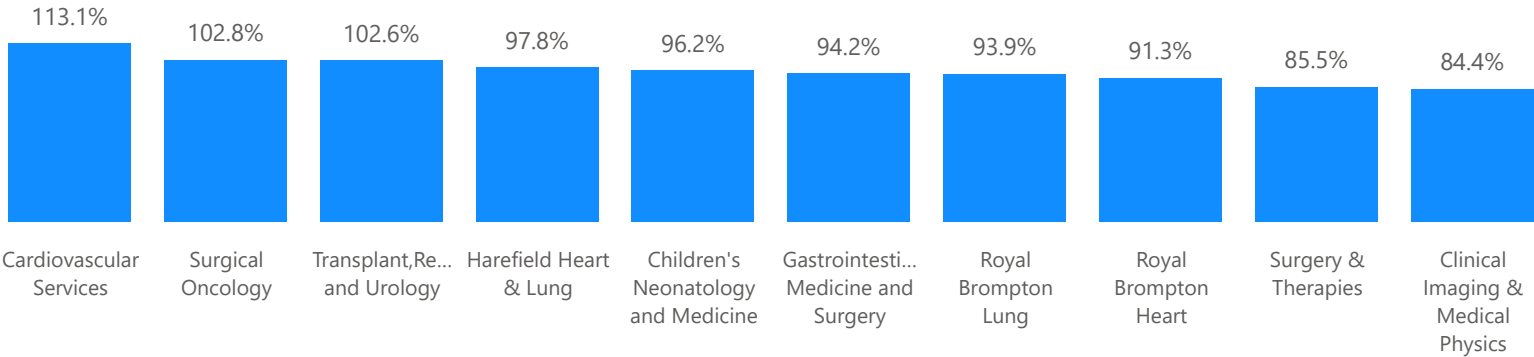 113.1%
102.8%
102.6%
97.8%
96.2%
94.2%
93.9%
91.3%
85.5%
84.4%
Cardiovascular
Services
Surgical
Oncology
Transplant,Re...
and Urology
Harefield Heart
& Lung
Children's
Neonatology
and Medicine
Gastrointesti...
Medicine and
Surgery
Royal
Brompton
Lung
Royal
Brompton
Heart
Surgery &
Therapies
Clinical
Imaging &
Medical
Physics